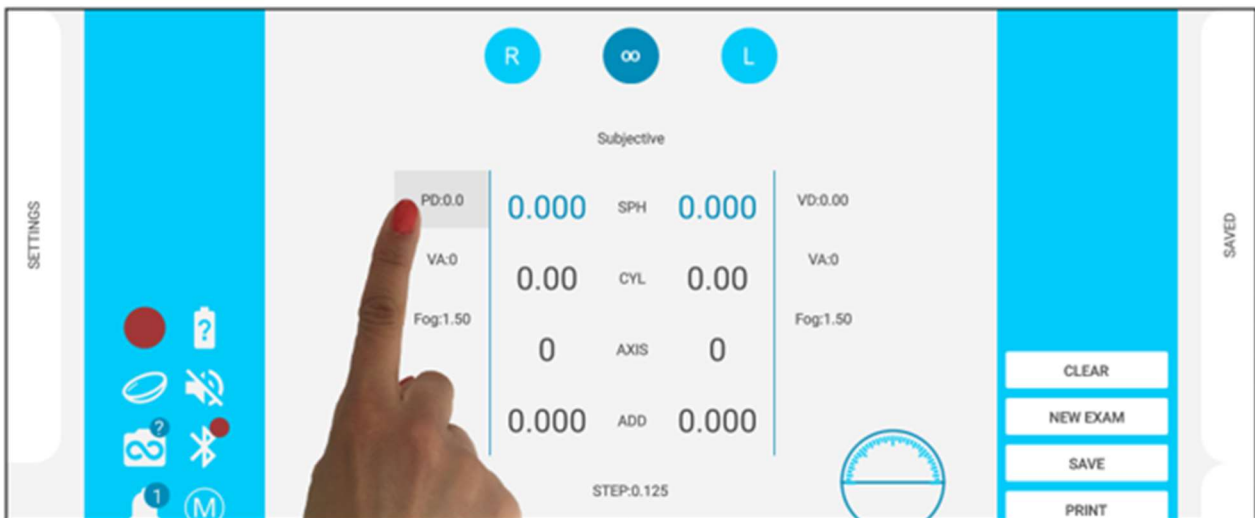 R ∞ L
Subjective
SETTINGS
PD:0.0 0.000 SPH 0.000 VD:0.00
VA:0 0.00 CYL 0.00 VA:0
Fog:1.50 0 AXIS 0 Fog:1.50
0.000 ADD 0.000
STEP:0.125
?
?
1 M
CLEAR
NEW EXAM
SAVE
PRINT
SAVED